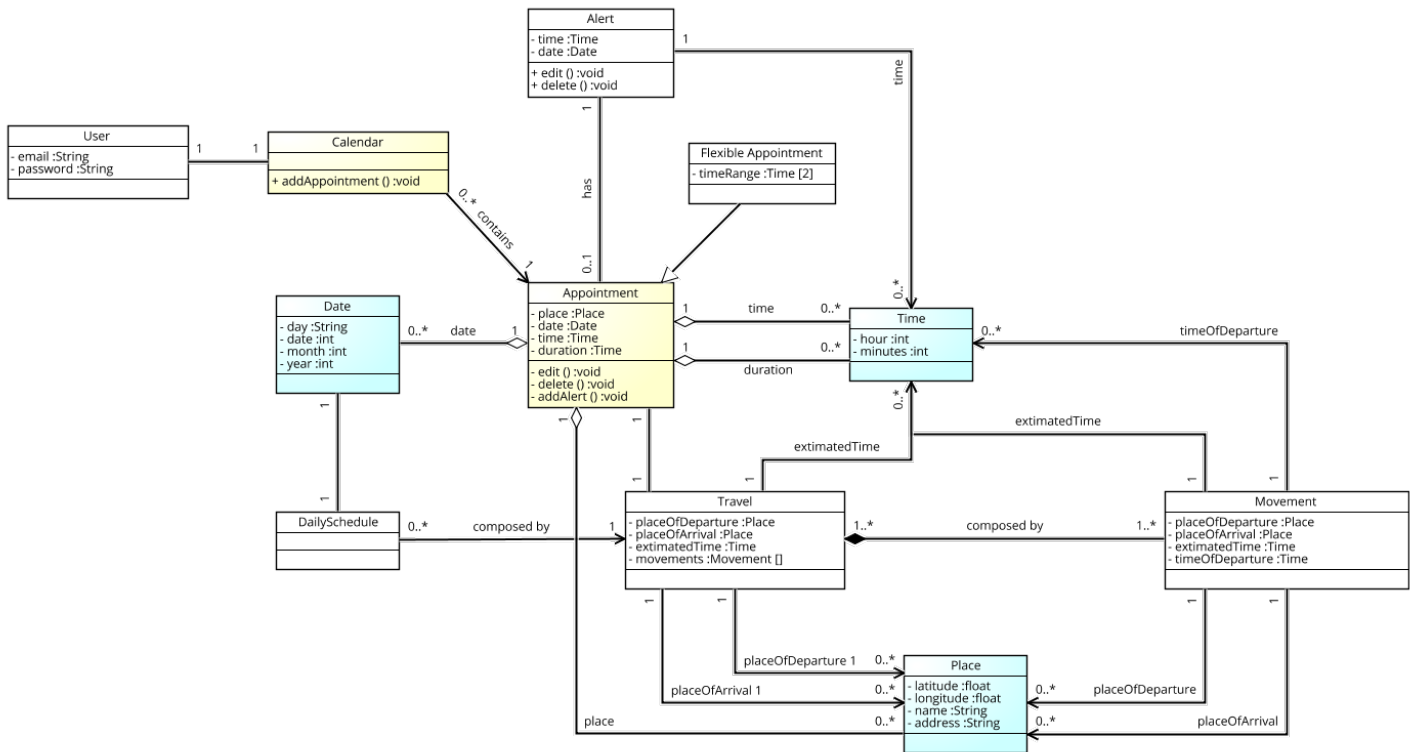 Alert
- time :Time
- date :Date
+ edit () :void
+ delete () :void
1
time
0..*
1
has
0..1
User
- email :String
- password :String
1
1
Calendar
+ addAppointment () :void
0..* contains
1
Flexible Appointment
- timeRange :Time [2]
Date
- day :String
- date :int
- month :int
- year :int
0..*
date
1
Appointment
- place :Place
- date :Date
- time :Time
- duration :Time
- edit () :void
- delete () :void
- addAlert () :void
1
time
0..*
1
0..*
duration
Time
- hour :int
- minutes :int
0..*
timeOfDeparture
0..*
extimatedTime
extimatedTime
1
1
1
1
1
1
1
1
DailySchedule
0..*
composed by
1
Travel
- placeOfDeparture :Place
- placeOfArrival :Place
- extimatedTime :Time
- movements :Movement []
1..*
composed by
1..*
Movement
- placeOfDeparture :Place
- placeOfArrival :Place
- extimatedTime :Time
- timeOfDeparture :Time
1
1
1
1
placeOfDeparture 1
0..*
placeOfArrival 1
0..*
place
0..*
Place
- latitude :float
- longitude :float
- name :String
- address :String
0..*
placeOfDeparture
0..*
placeOfArrival